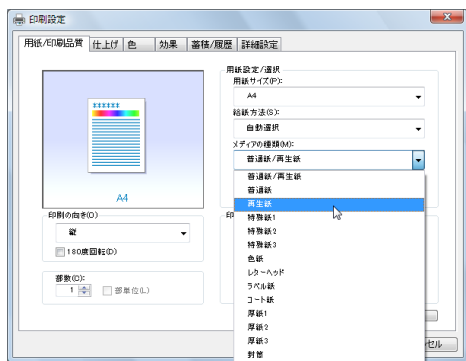 印刷設定
用紙/印刷品質 仕上げ 色 効果 蓄積/履歴 詳細設定
******
A4
印刷の向き(O)
縦
180度回転(D)
部数(C):
1 部単位(L)
用紙設定/選択
用紙サイズ(P):
A4
給紙方法(S):
自動選択
メディアの種類(M):
普通紙/再生紙
普通紙/再生紙
普通紙
再生紙
特殊紙1
特殊紙2
特殊紙3
色紙
レターヘッド
ラベル紙
コート紙
厚紙1
厚紙2
厚紙3
封筒
印
セル